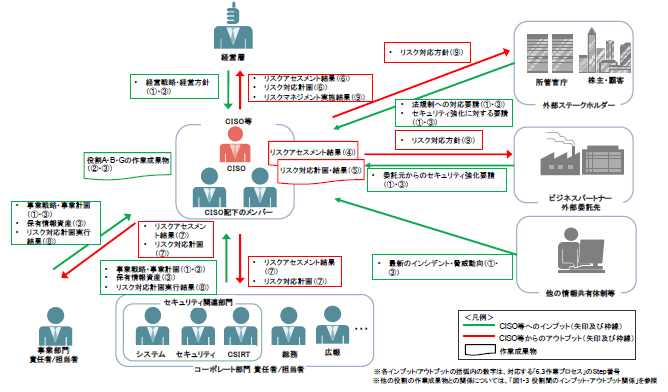 経営層
・ 経営戦略・経営方針
(①・③)
・ リスクアセスメント結果(⑥)
・ リスク対応計画(⑥)
・ リスクマネジメント実施結果(⑨)
・ リスク対応方針(⑨)
所管官庁
株主・顧客
外部ステークホルダー
・ 法規制への対応要請(①・③)
・ セキュリティ強化に対する要請
(①・③)
CISO等
CISO
CISO配下のメンバー
役割A・B・Gの作業成果物
(②・③)
リスクアセスメント結果(④)
リスク対応計画・結果(⑤)
・ リスク対応方針(⑨)
・ 委託元からのセキュリティ強化要請
(①・③)
ビジネスパートナー
外部委託先
・ 事業戦略・事業計画
(①・③)
・ 保有情報資産(③)
・ リスク対応計画実行
結果(⑧)
・ リスクアセスメン
ト結果(⑦)
・ リスク対応計画
(⑦)
・ 事業戦略・事業計画(①・③)
・ 保有情報資産(③)
・ リスク対応計画実行結果(⑧)
・ リスクアセスメント結果
(⑦)
・ リスク対応計画(⑦)
・ 最新のインシデント・脅威動向(①・
③)
他の情報共有体制等
事業部門
責任者/担当者
セキュリティ関連部門
システム
セキュリティ
CSIRT
総務
広報
…
コーポレート部門 責任者/担当者
<凡例>
CISO等へのインプット(矢印及び枠線)
CISO等からのアウトプット(矢印及び枠線)
作業成果物
※各インプット/アウトプットの括弧内の数字は、対応する「6.3作業プロセス」のStep番号
※他の役割の作業成果物との関係については、「図1-3 役割間のインプット・アウトプット関係」を参照